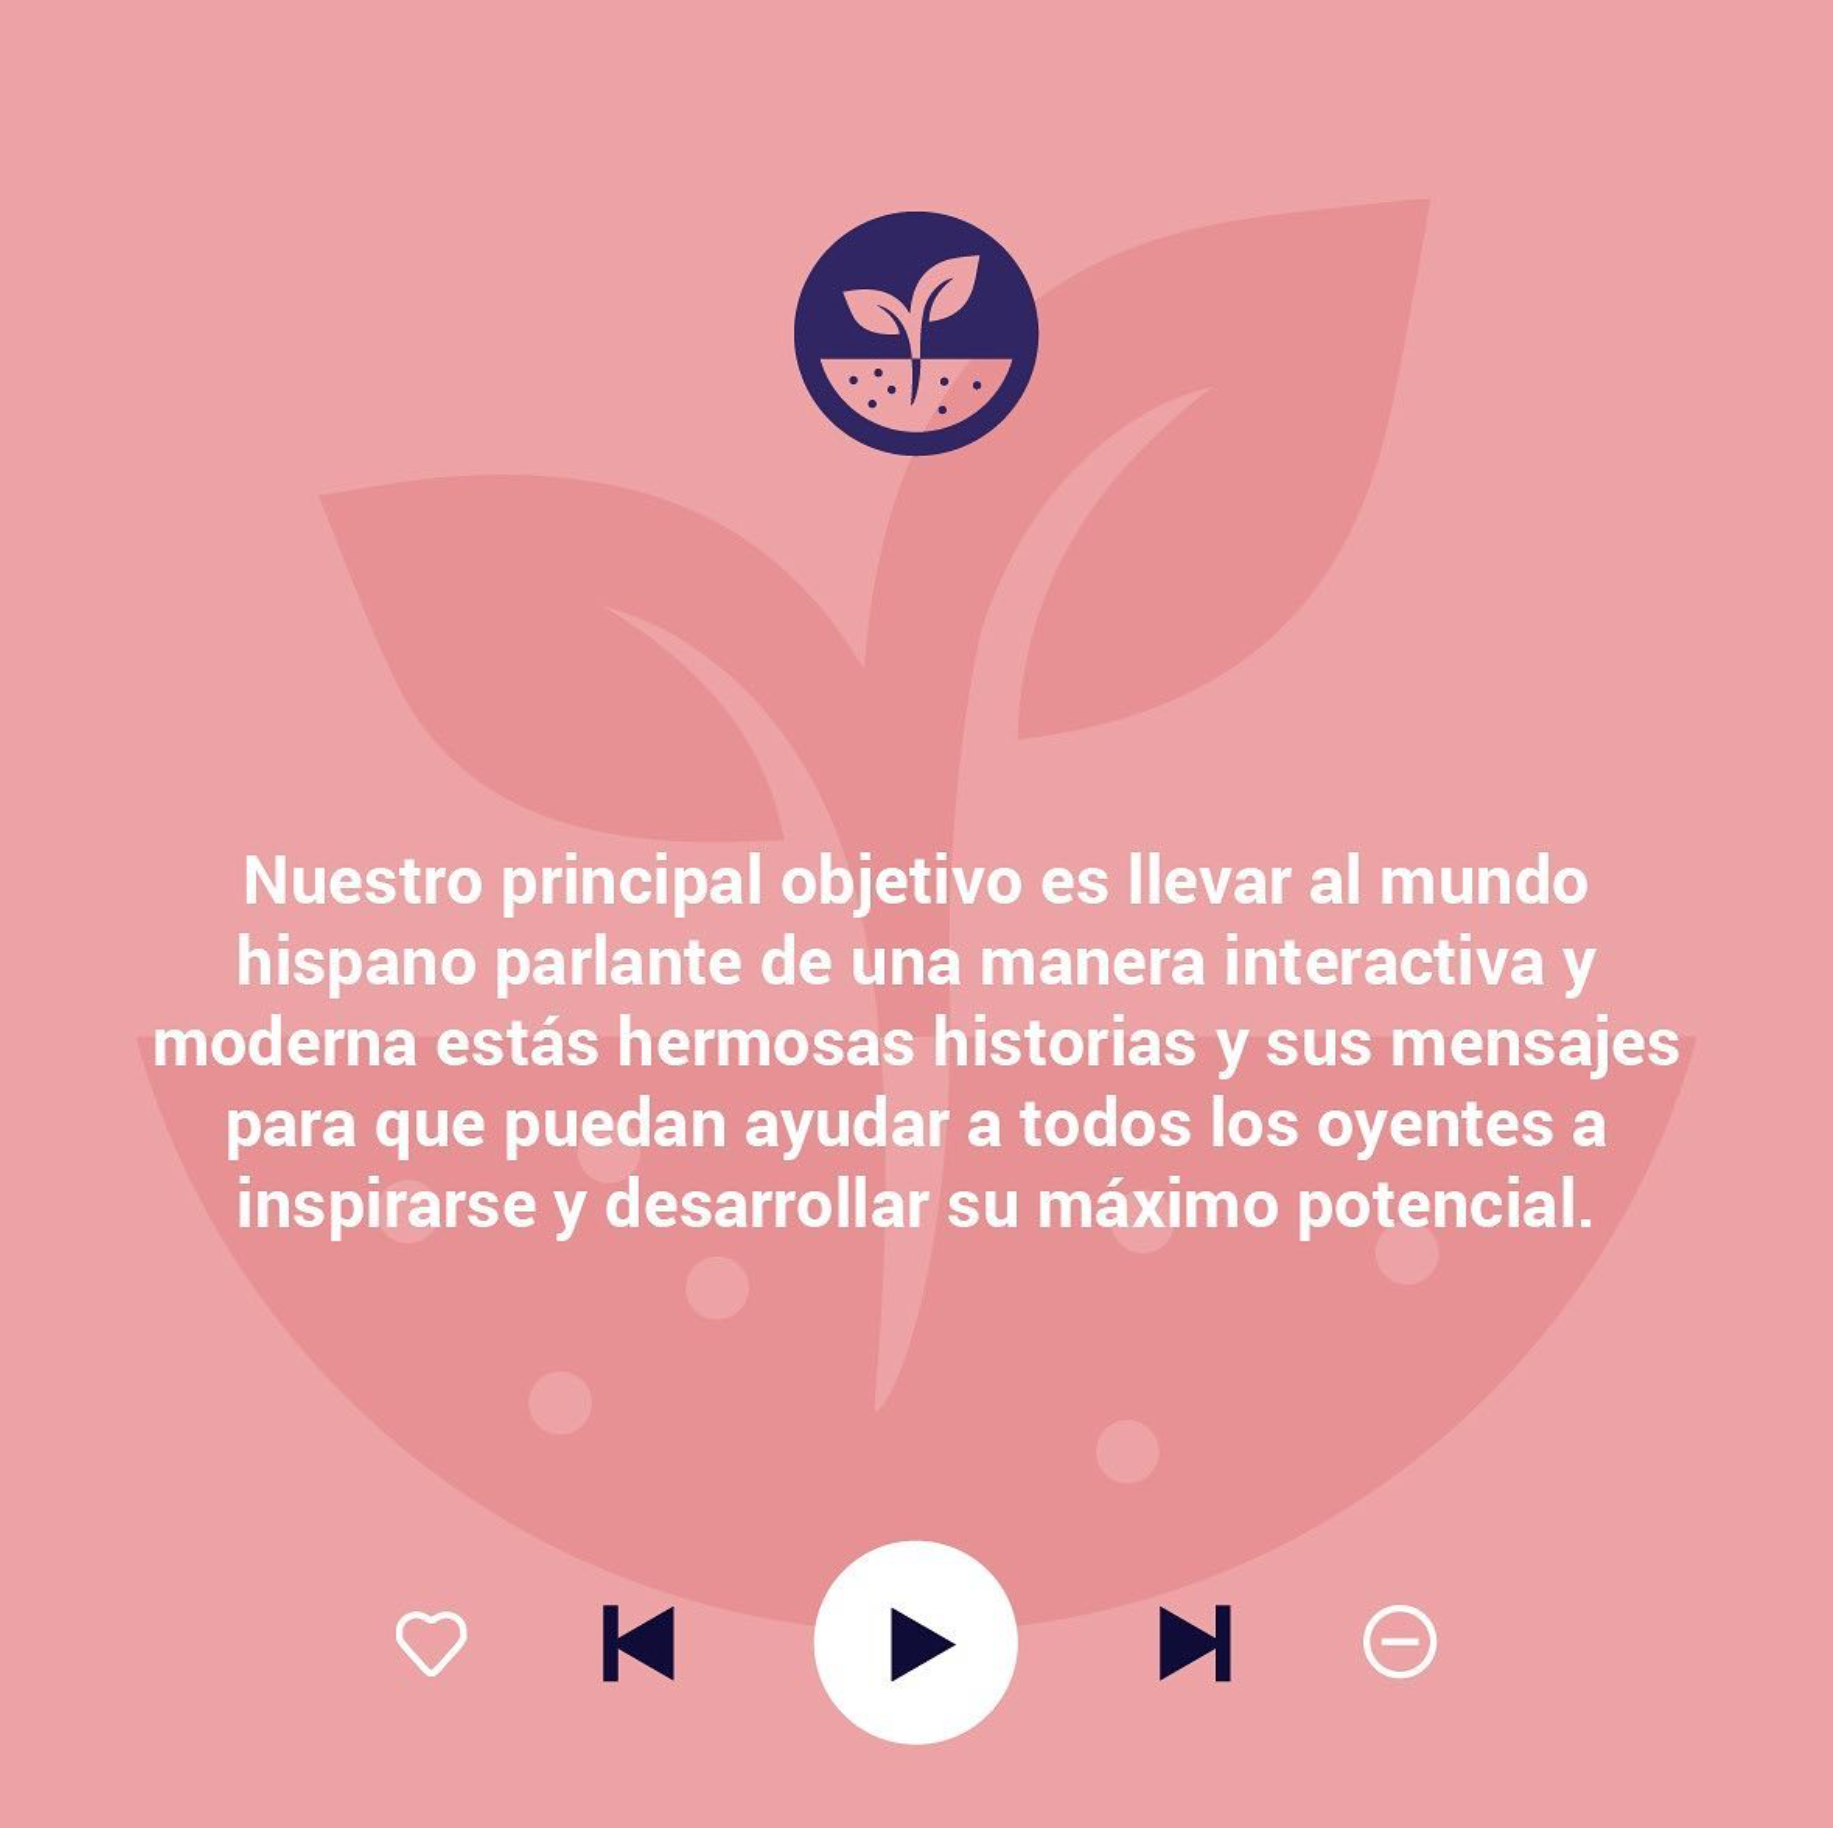 Nuestro principal objetivo es llevar al mundo
hispano parlante de una manera interactiva y
moderna estás hermosas historias y sus mensajes
para que puedan ayudar a todos los oyentes a
inspirarse y desarrollar su máximo potencial.